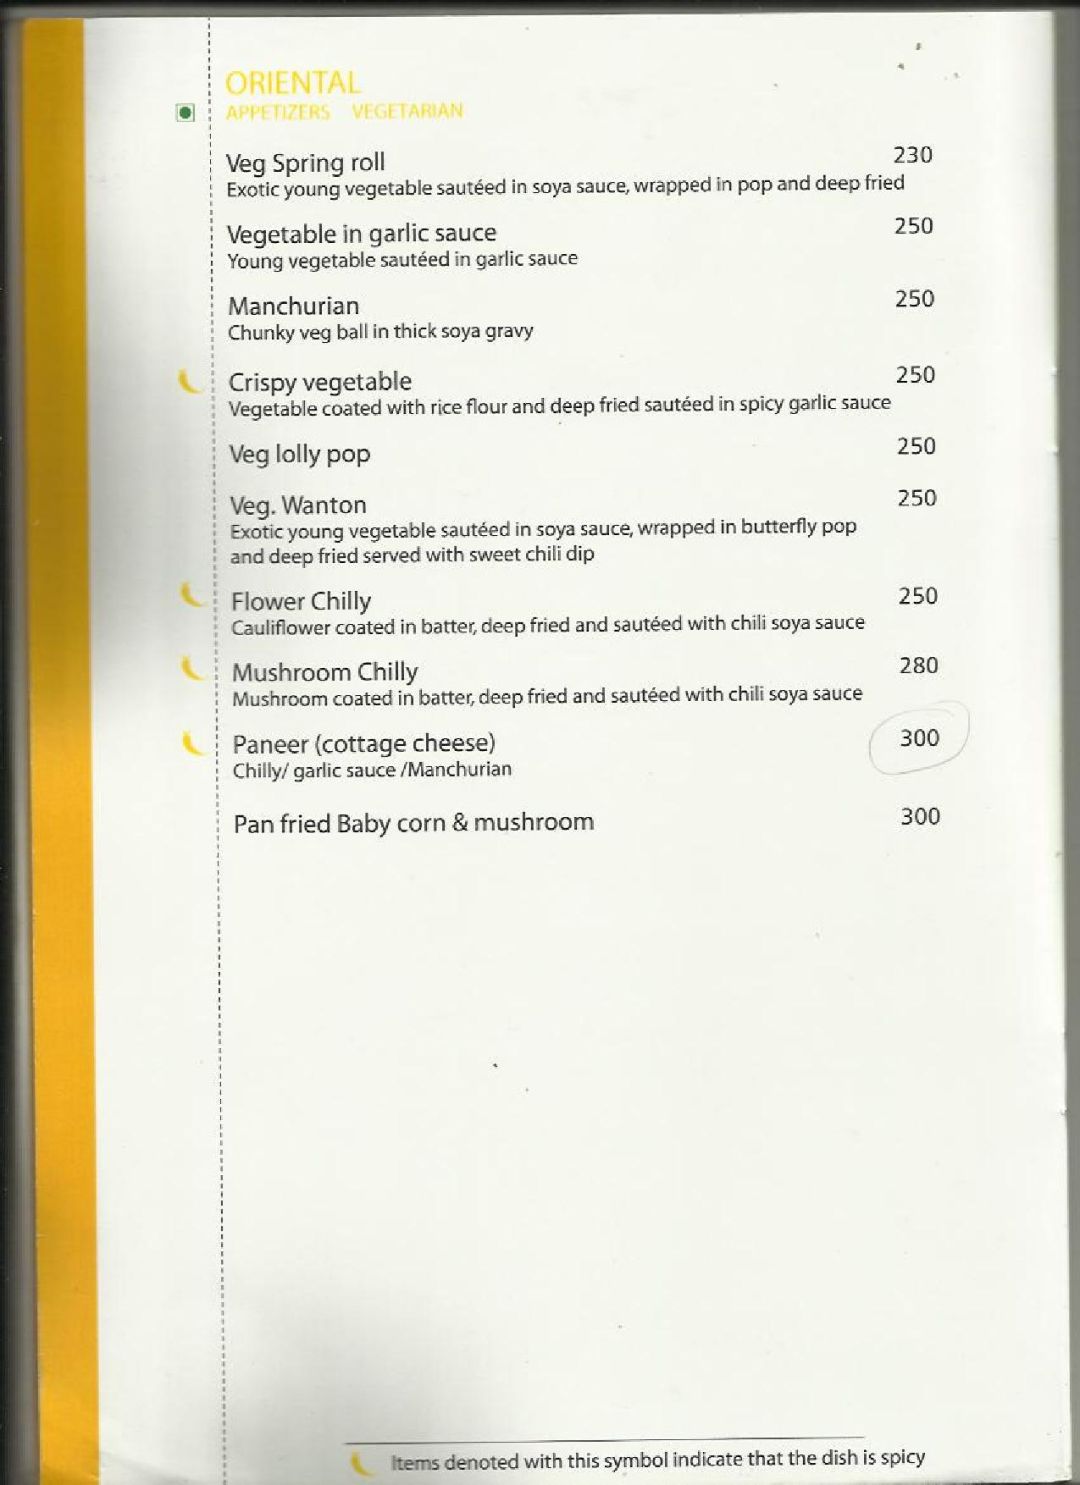 ORIENTAL
APPETIZERS VEGETARIAN
Veg Spring roll 230
Exotic young vegetable sautéed in soya sauce, wrapped in pop and deep fried
Vegetable in garlic sauce 250
Young vegetable sautéed in garlic sauce
Manchurian 250
Chunky veg ball in thick soya gravy
Crispy vegetable 250
Vegetable coated with rice flour and deep fried sautéed in spicy garlic sauce
Veg lolly pop 250
Veg. Wanton 250
Exotic young vegetable sautéed in soya sauce, wrapped in butterfly pop
and deep fried served with sweet chili dip
Flower Chilly 250
Cauliflower coated in batter, deep fried and sautéed with chili soya sauce
Mushroom Chilly 280
Mushroom coated in batter, deep fried and sautéed with chili soya sauce
Paneer (cottage cheese) 300
Chilly/ garlic sauce /Manchurian
Pan fried Baby corn & mushroom 300
Items denoted with this symbol indicate that the dish is spicy